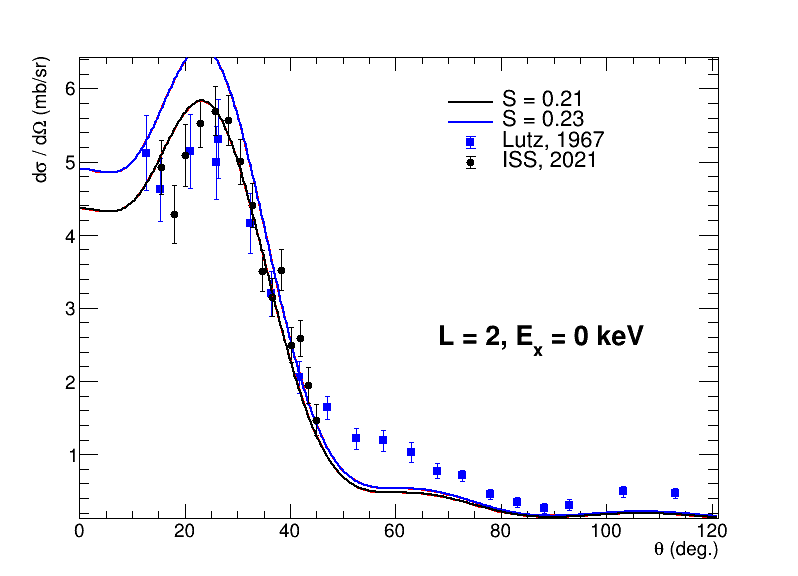 dσ / dΩ (mb/sr)
6
5
4
3
2
1
S = 0.21
S = 0.23
Lutz, 1967
ISS, 2021
L = 2, Eₓ = 0 keV
0 20 40 60 80 100 120
θ (deg.)